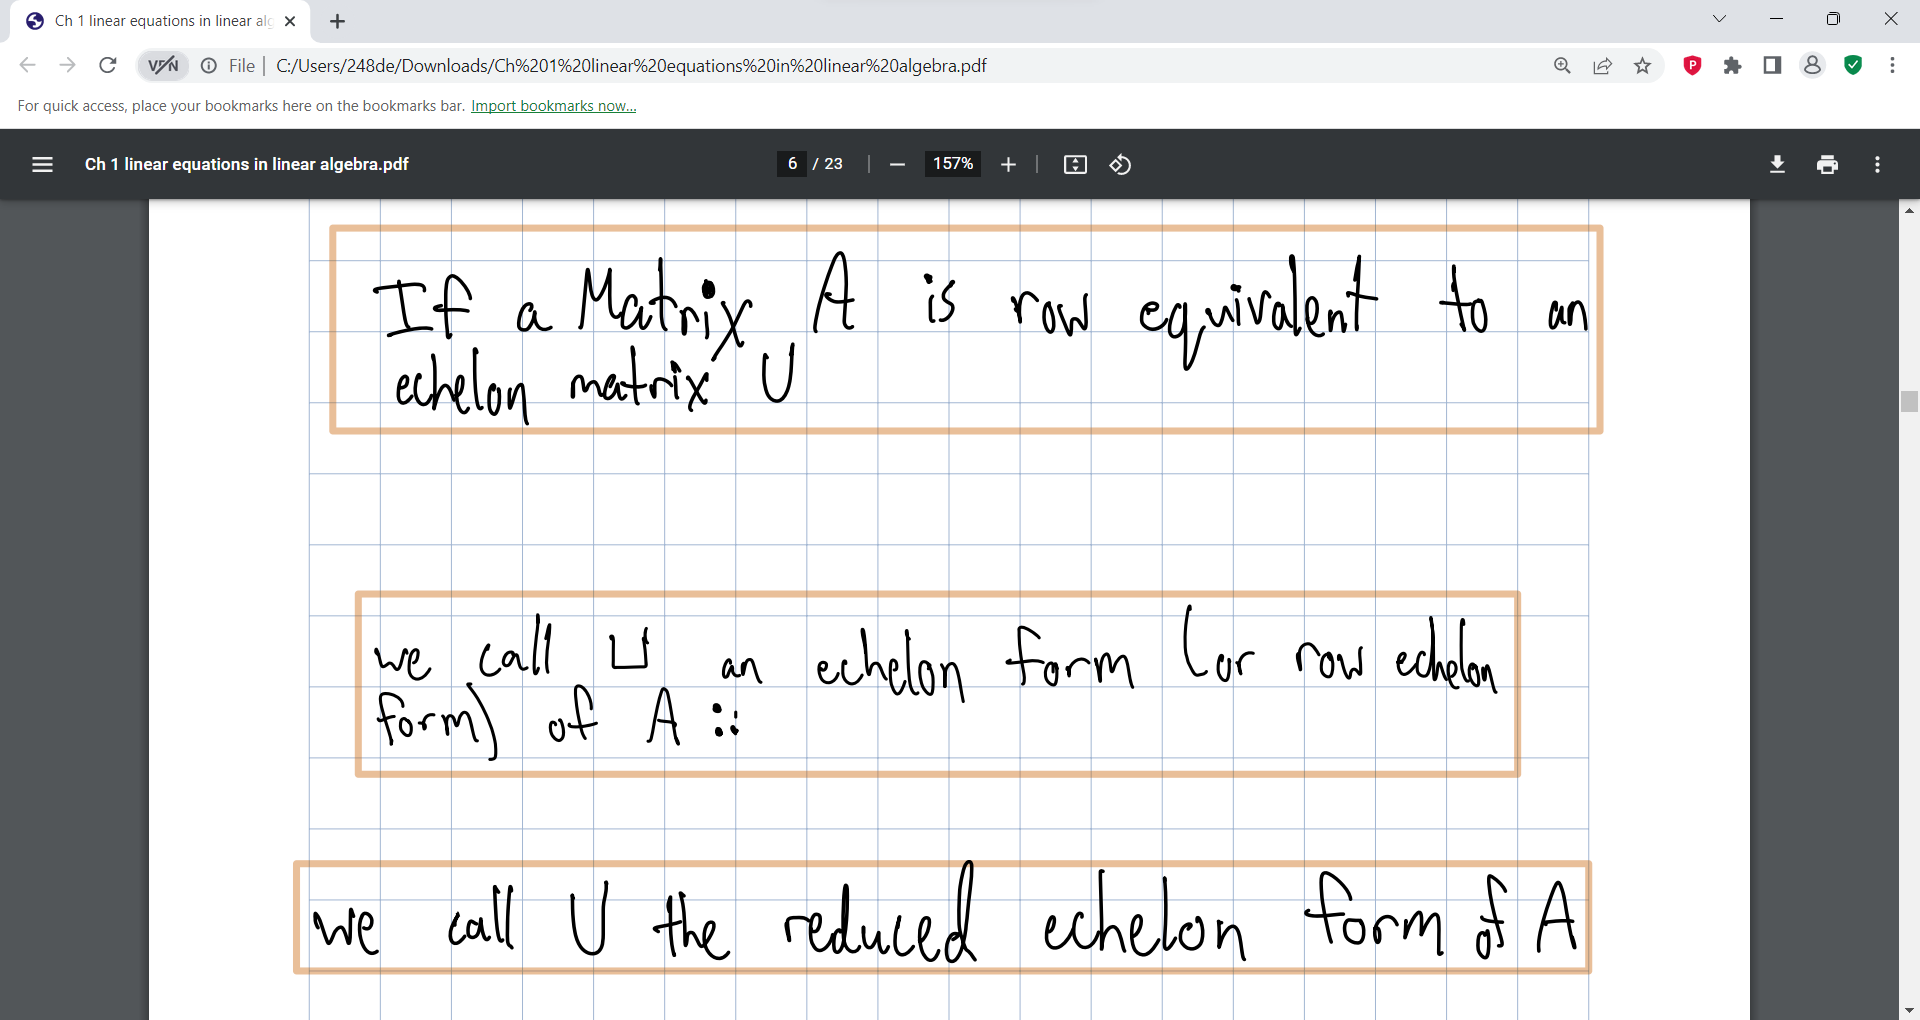 Ch 1 linear equations in linear alg
VPN File C:/Users/248de/Downloads/Ch%201%20linear%20equations%20in%20linear%20algebra.pdf
For quick access, place your bookmarks here on the bookmarks bar. Import bookmarks now...
Ch 1 linear equations in linear algebra.pdf 6 / 23 157%
If a Matrix A is row equivalent to an
echelon matrix U
we call U an echelon form (or row echelon
form) of A
we call U the reduced echelon form of A